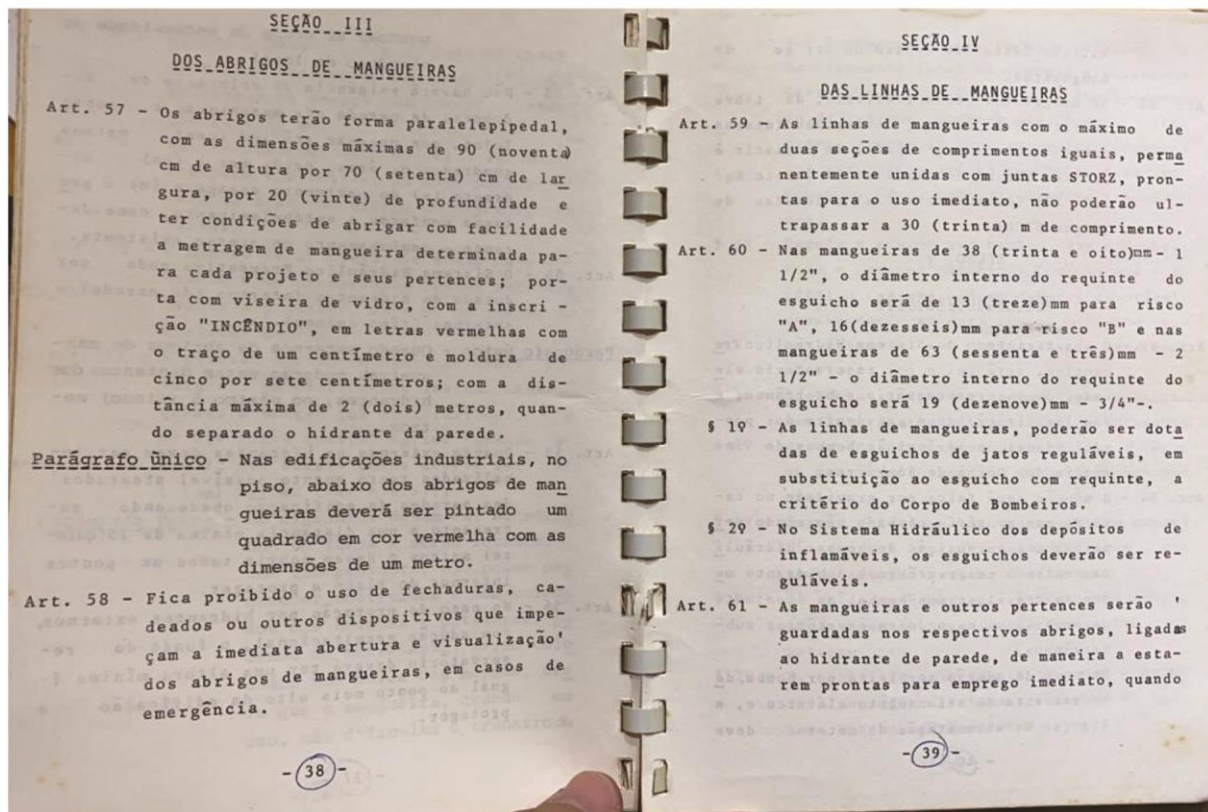 SEÇÃO III
DOS ABRIGOS DE MANGUEIRAS
Art. 57 - Os abrigos terão forma paralelepipedal,
com as dimensões máximas de 90 (noventa)
cm de altura por 70 (setenta) cm de lar
gura, por 20 (vinte) de profundidade e
ter condições de abrigar com facilidade
a metragem de mangueira determinada pa-
ra cada projeto e seus pertences; por-
ta com viseira de vidro, com a inscri -
ção "INCÊNDIO", em letras vermelhas com
o traço de um centímetro e moldura de
cinco por sete centímetros; com a dis-
tância máxima de 2 (dois) metros, quan-
do separado o hidrante da parede.
Parágrafo único - Nas edificações industriais, no
piso, abaixo dos abrigos de man
gueiras deverá ser pintado um
quadrado em cor vermelha com as
dimensões de um metro.
Art. 58 - Fica proibido o uso de fechaduras, ca-
deados ou outros dispositivos que impe-
çam a imediata abertura e visualização'
dos abrigos de mangueiras, em casos de
emergência.
-38-
SEÇÃO IV
DAS LINHAS DE MANGUEIRAS
Art. 59 - As linhas de mangueiras com o máximo de
duas seções de comprimentos iguais, perma
nentemente unidas com juntas STORZ, pron-
tas para o uso imediato, não poderão ul-
trapassar a 30 (trinta) m de comprimento.
Art. 60 - Nas mangueiras de 38 (trinta e oito)mm - 1
1/2", o diâmetro interno do requinte do
esguicho será de 13 (treze)mm para risco
"A", 16(dezesseis)mm para risco "B" e nas
mangueiras de 63 (sessenta e três)mm - 2
1/2" - o diâmetro interno do requinte do
esguicho será 19 (dezenove)mm - 3/4"-.
§ 1º - As linhas de mangueiras, poderão ser dota
das de esguichos de jatos reguláveis, em
substituição ao esguicho com requinte, a
critério do Corpo de Bombeiros.
§ 2º - No Sistema Hidráulico dos depósitos de
inflamáveis, os esguichos deverão ser re-
guláveis.
Art. 61 - As mangueiras e outros pertences serão '
guardadas nos respectivos abrigos, ligadas
ao hidrante de parede, de maneira a esta-
rem prontas para emprego imediato, quando
-39-